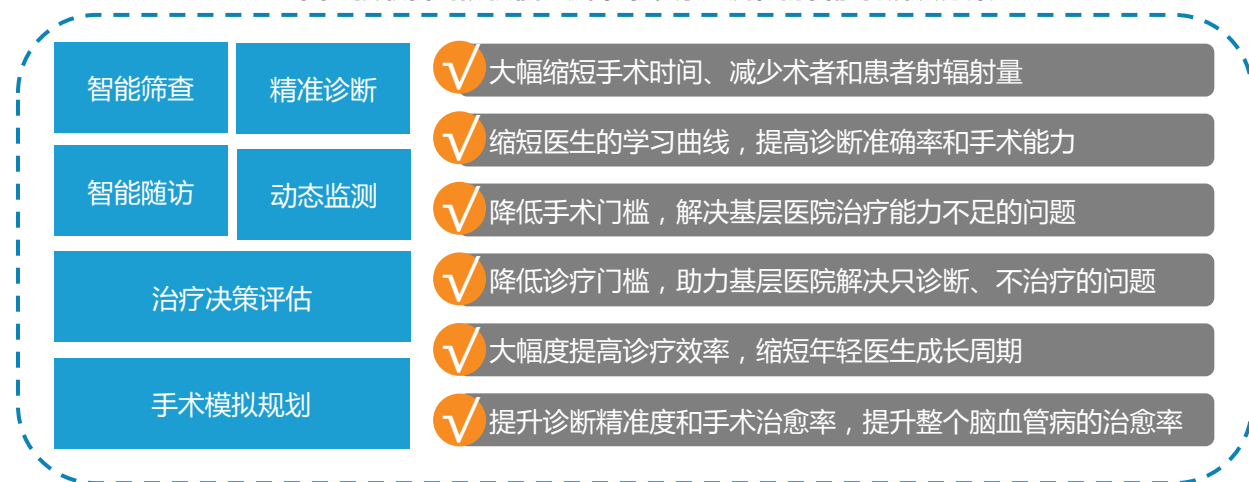 智能筛查
精准诊断
智能随访
动态监测
治疗决策评估
手术模拟规划
大幅缩短手术时间、减少术者和患者射辐射量
缩短医生的学习曲线，提高诊断准确率和手术能力
降低手术门槛，解决基层医院治疗能力不足的问题
降低诊疗门槛，助力基层医院解决只诊断、不治疗的问题
大幅度提高诊疗效率，缩短年轻医生成长周期
提升诊断精准度和手术治愈率，提升整个脑血管病的治愈率